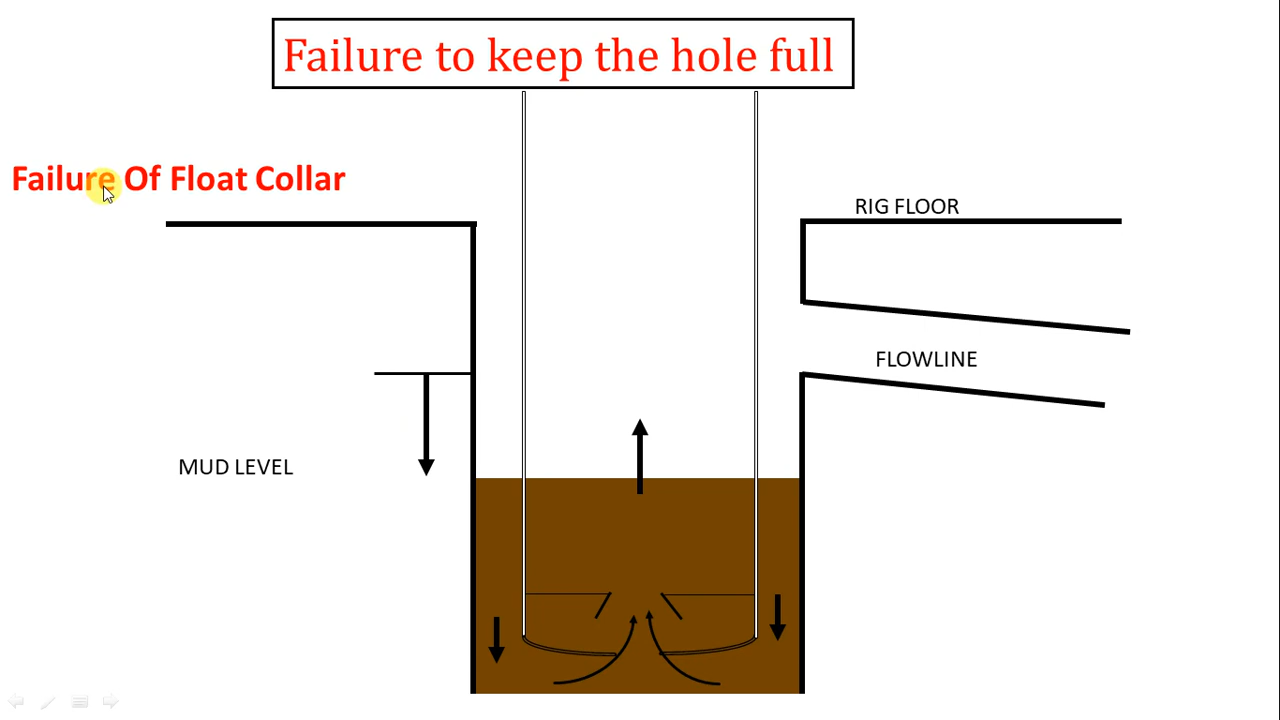 Failure to keep the hole full
Failure Of Float Collar
RIG FLOOR
FLOWLINE
MUD LEVEL